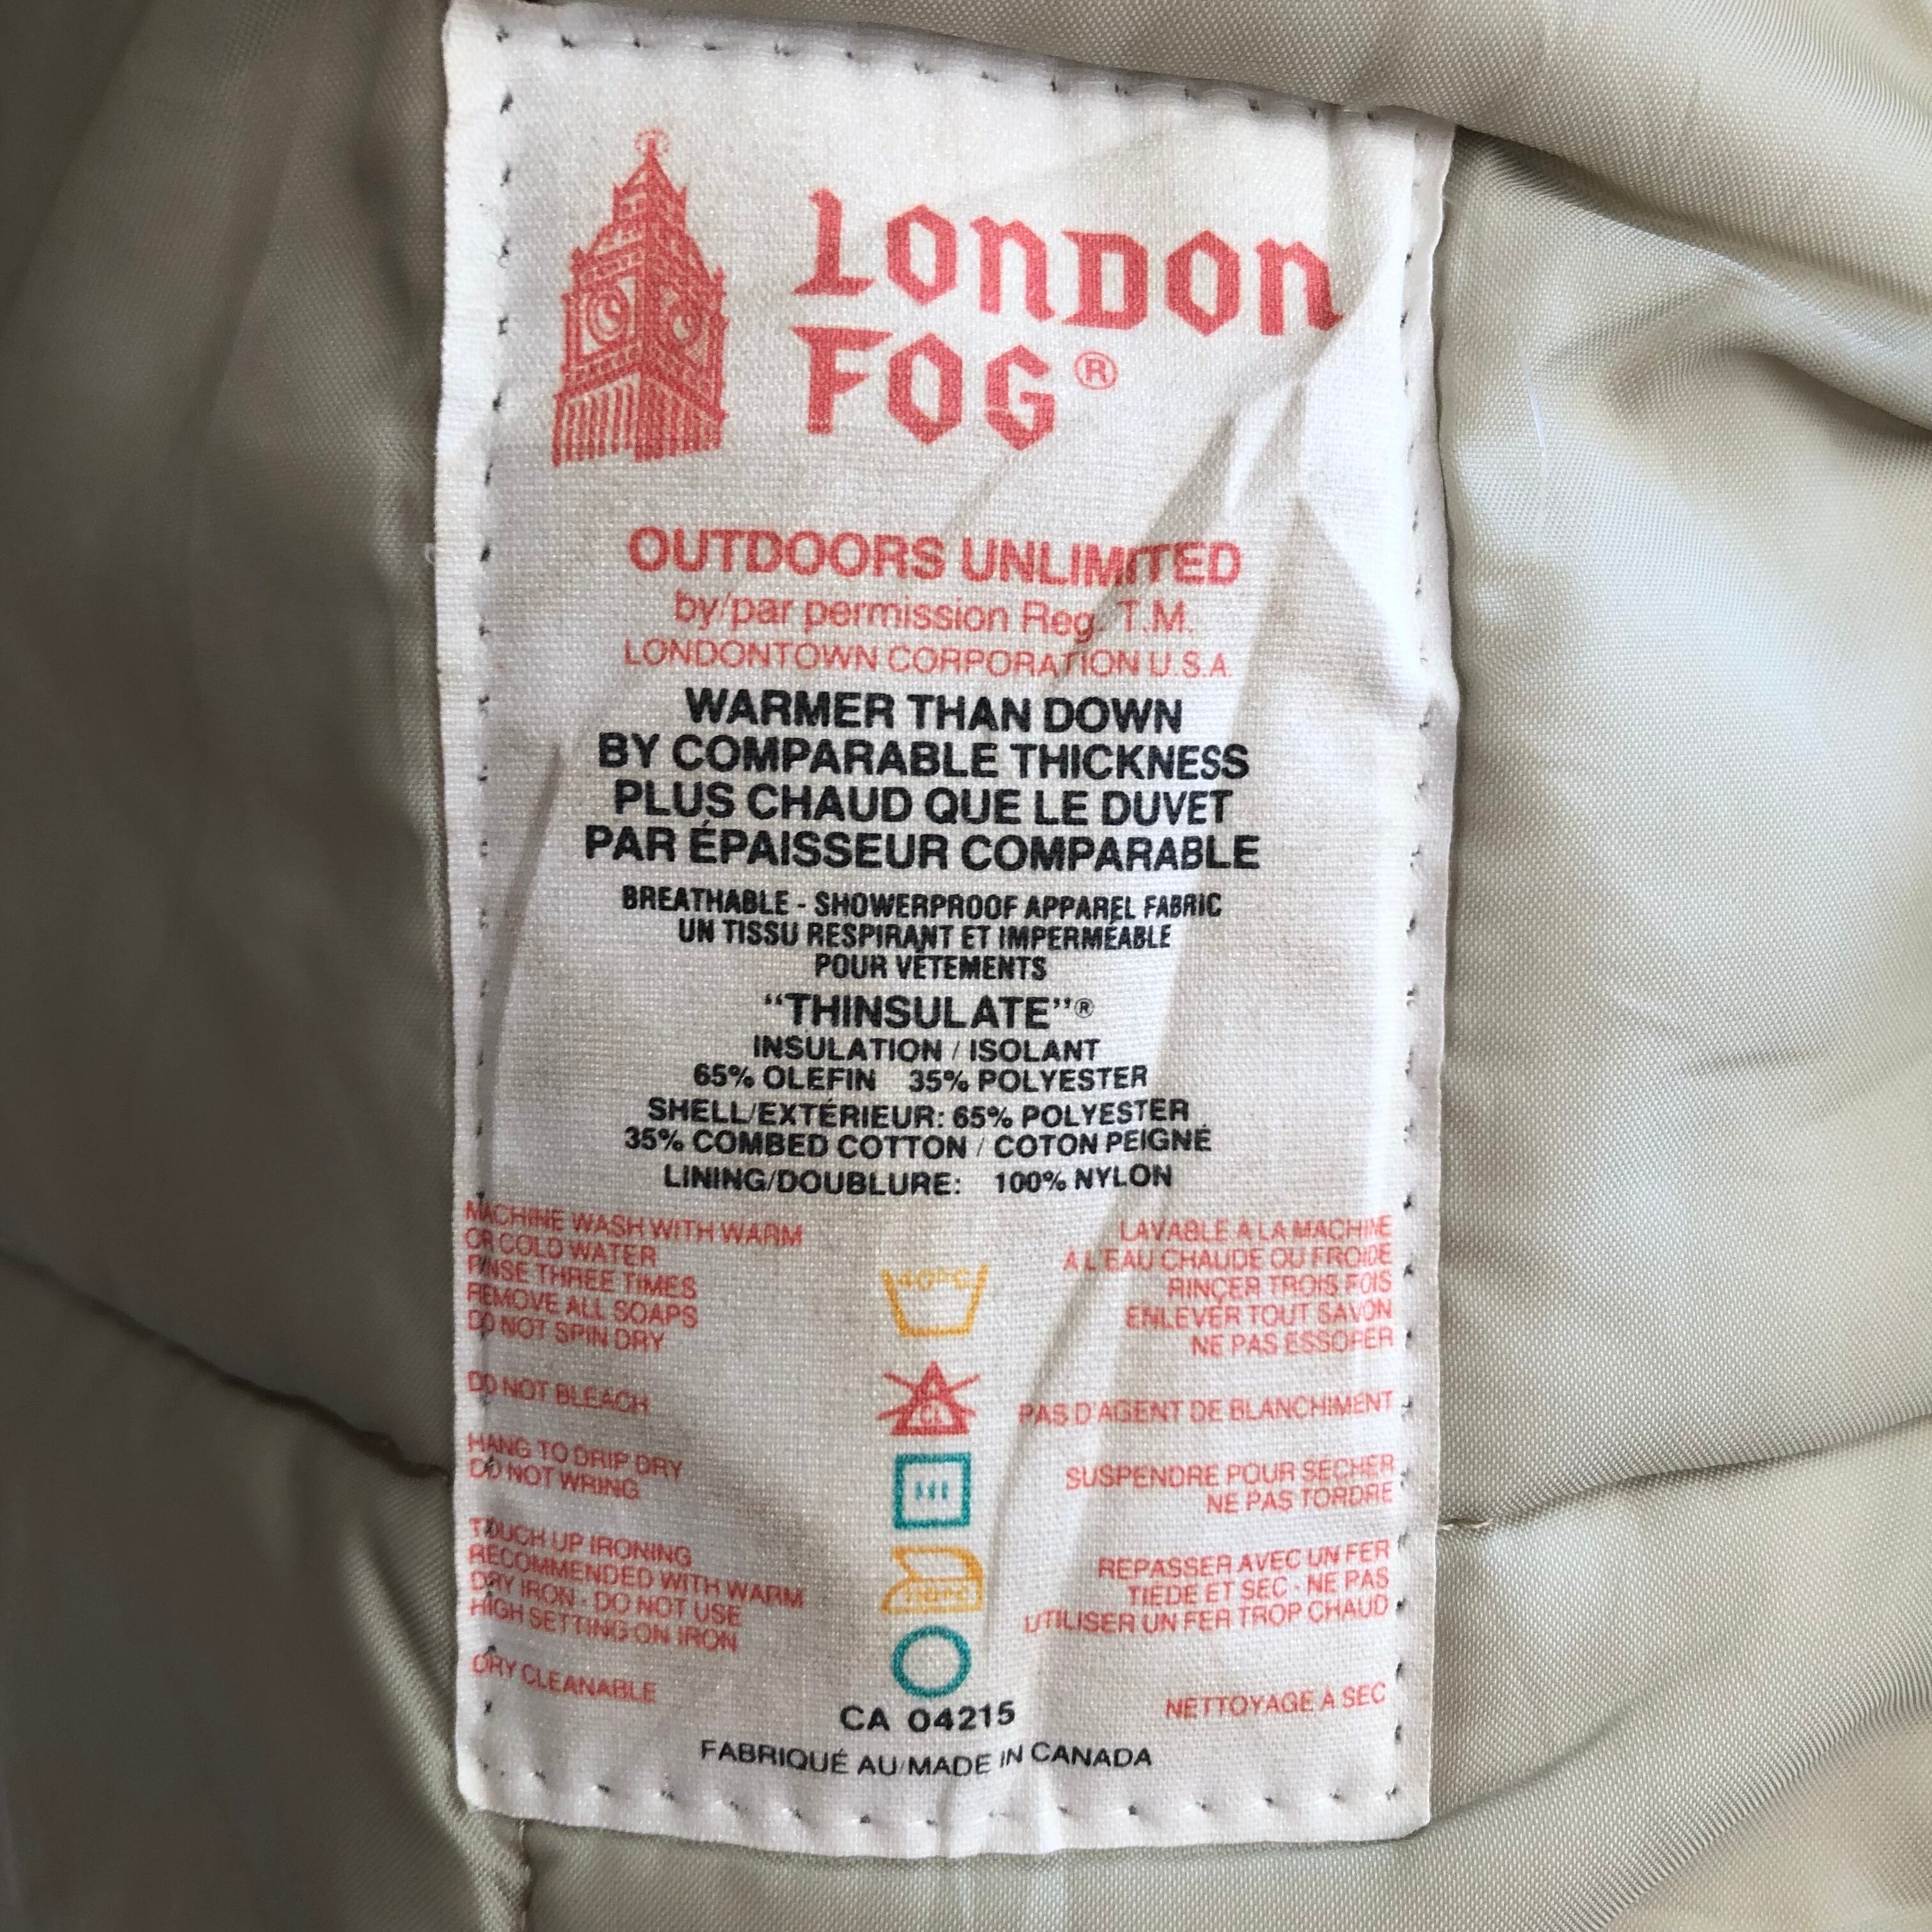 LONDON
FOG®
OUTDOORS UNLIMITED
by/par permission Reg. T.M.
LONDONTOWN CORPORATION U.S.A.
WARMER THAN DOWN
BY COMPARABLE THICKNESS
PLUS CHAUD QUE LE DUVET
PAR ÉPAISSEUR COMPARABLE
BREATHABLE - SHOWERPROOF APPAREL FABRIC
UN TISSU RESPIRANT ET IMPERMÉABLE
POUR VÊTEMENTS
"THINSULATE"®
INSULATION / ISOLANT
65% OLEFIN 35% POLYESTER
SHELL/EXTÉRIEUR: 65% POLYESTER
35% COMBED COTTON / COTON PEIGNÉ
LINING/DOUBLURE: 100% NYLON
MACHINE WASH WITH WARM
OR COLD WATER
RINSE THREE TIMES
REMOVE ALL SOAPS
DO NOT SPIN DRY
40°C
LAVABLE À LA MACHINE
À L'EAU CHAUDE OU FROIDE
RINCER TROIS FOIS
ENLEVER TOUT SAVON
NE PAS ESSORER
DO NOT BLEACH
CL
PAS D'AGENT DE BLANCHIMENT
HANG TO DRIP DRY
DO NOT WRING
SUSPENDRE POUR SÉCHER
NE PAS TORDRE
TOUCH UP IRONING
RECOMMENDED WITH WARM
DRY IRON - DO NOT USE
HIGH SETTING ON IRON
REPASSER AVEC UN FER
TIÈDE ET SEC - NE PAS
UTILISER UN FER TROP CHAUD
DRY CLEANABLE
NETTOYAGE À SEC
CA 04215
FABRIQUÉ AU/MADE IN CANADA